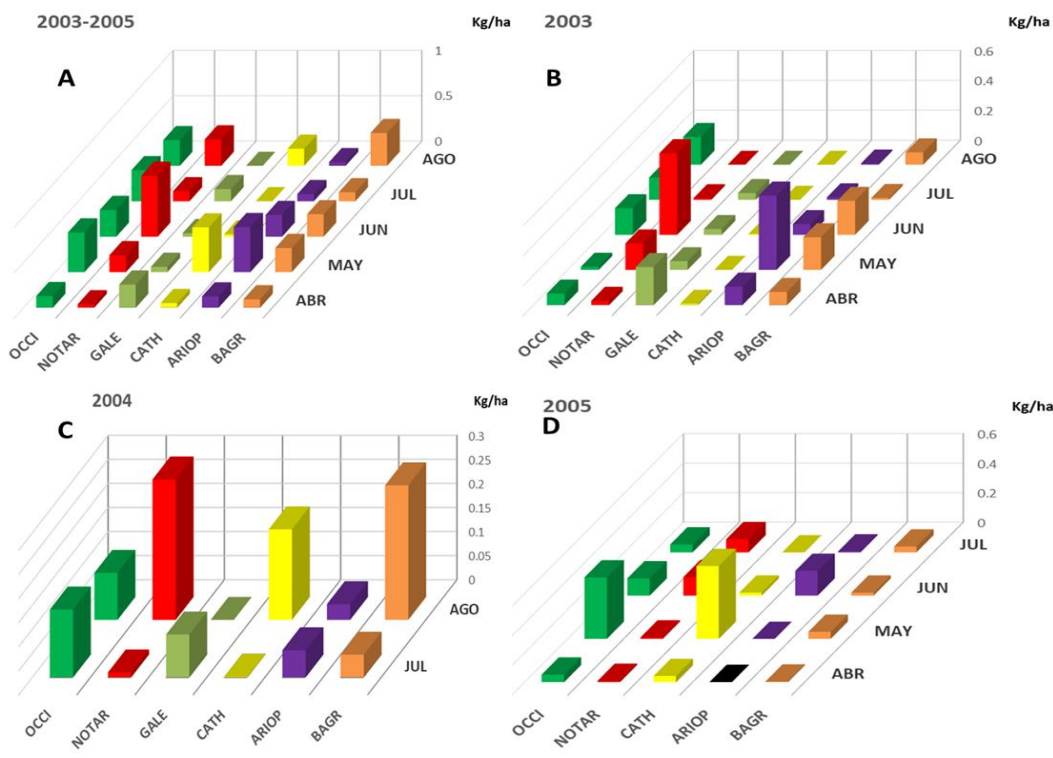 2003-2005
Kg/ha
A
1
0.5
0
AGO
JUL
JUN
MAY
ABR
OCCI
NOTAR
GALE
CATH
ARIOP
BAGR
2003
Kg/ha
B
0.6
0.4
0.2
0
AGO
JUL
JUN
MAY
ABR
OCCI
NOTAR
GALE
CATH
ARIOP
BAGR
2004
Kg/ha
C
0.3
0.25
0.2
0.15
0.1
0.05
0
AGO
JUL
OCCI
NOTAR
GALE
CATH
ARIOP
BAGR
2005
Kg/ha
D
0.6
0.4
0.2
0
JUL
JUN
MAY
ABR
OCCI
NOTAR
CATH
ARIOP
BAGR